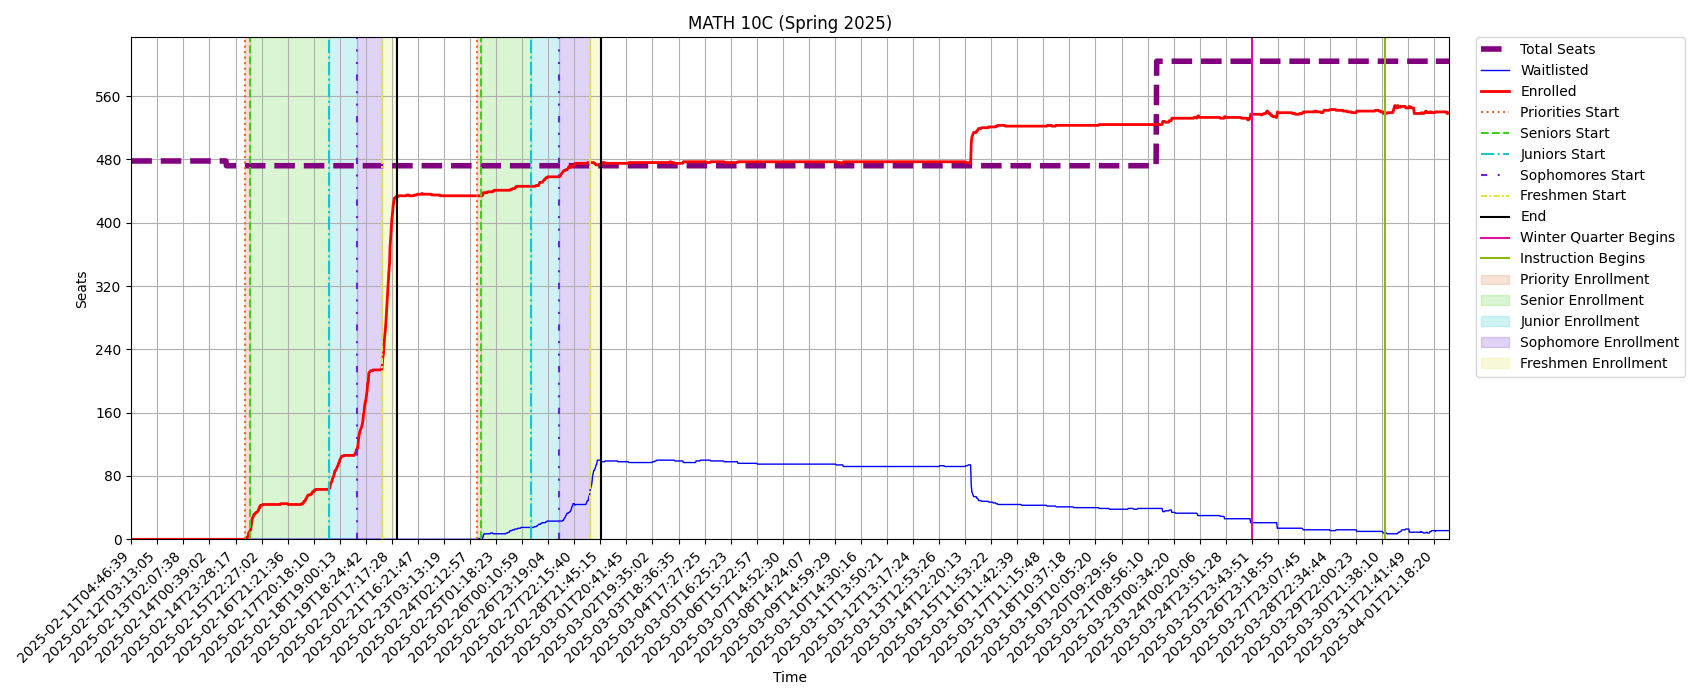 MATH 10C (Spring 2025)
Seats
560
480
400
320
240
160
80
0
2025-02-11T04:46:39
2025-02-12T03:13:05
2025-02-13T02:07:38
2025-02-14T00:39:02
2025-02-14T23:28:17
2025-02-15T22:27:02
2025-02-16T21:21:36
2025-02-17T20:18:10
2025-02-18T19:00:13
2025-02-19T18:24:42
2025-02-20T17:17:28
2025-02-21T16:21:47
2025-02-23T03:13:19
2025-02-24T02:12:57
2025-02-25T01:18:23
2025-02-26T00:10:59
2025-02-26T23:19:04
2025-02-27T22:15:40
2025-02-28T21:45:15
2025-03-01T20:41:45
2025-03-02T19:35:02
2025-03-03T18:36:35
2025-03-04T17:27:25
2025-03-05T16:25:23
2025-03-06T15:22:57
2025-03-07T14:52:30
2025-03-08T14:24:07
2025-03-09T14:59:29
2025-03-10T14:30:16
2025-03-11T13:50:21
2025-03-12T13:17:24
2025-03-13T12:53:26
2025-03-14T12:20:13
2025-03-15T11:53:22
2025-03-16T11:42:39
2025-03-17T11:15:48
2025-03-18T10:37:18
2025-03-19T10:05:20
2025-03-20T09:29:56
2025-03-21T08:56:10
2025-03-23T00:34:20
2025-03-24T00:20:06
2025-03-24T23:51:28
2025-03-25T23:43:51
2025-03-26T23:18:55
2025-03-27T23:07:45
2025-03-28T22:34:44
2025-03-29T22:00:23
2025-03-30T21:38:10
2025-03-31T21:41:49
2025-04-01T21:18:20
Time
Total Seats
Waitlisted
Enrolled
Priorities Start
Seniors Start
Juniors Start
Sophomores Start
Freshmen Start
End
Winter Quarter Begins
Instruction Begins
Priority Enrollment
Senior Enrollment
Junior Enrollment
Sophomore Enrollment
Freshmen Enrollment